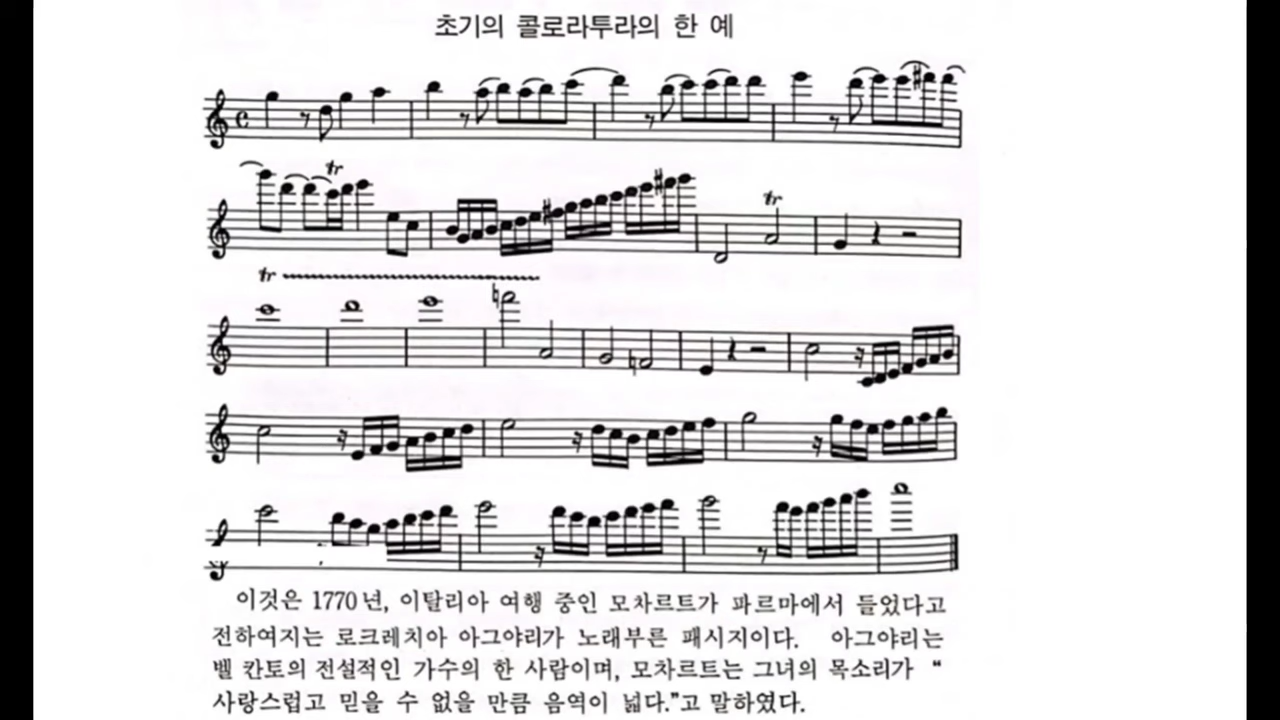 초기의 콜로라투라의 한 예
tr
tr
tr
이것은 1770년, 이탈리아 여행 중인 모차르트가 파르마에서 들었다고
전하여지는 로크레치아 아그야리가 노래부른 패시지이다. 아그야리는
벨 칸토의 전설적인 가수의 한 사람이며, 모차르트는 그녀의 목소리가 “
사랑스럽고 믿을 수 없을 만큼 음역이 넓다.”고 말하였다.